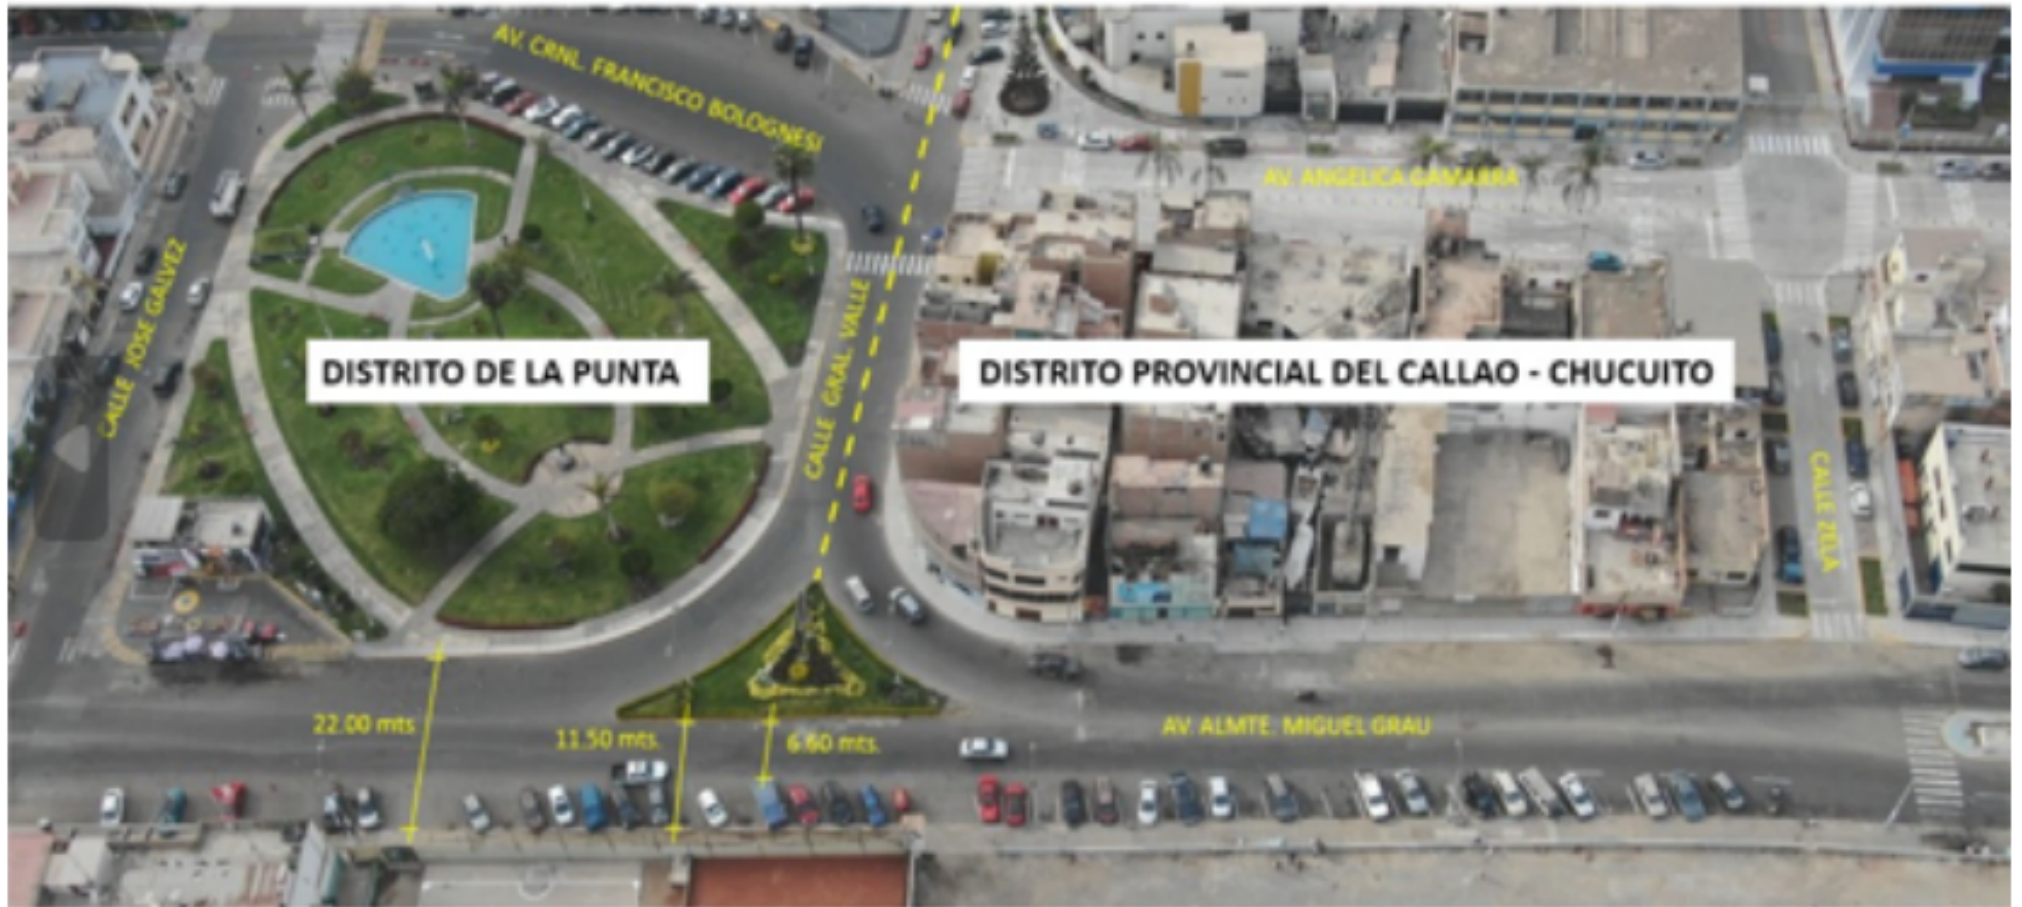 AV. CRNL. FRANCISCO BOLOGNESI
AV. ANGELICA GAMARRA
CALLE JOSE GALVEZ
CALLE GRAL. VALLE
DISTRITO DE LA PUNTA
DISTRITO PROVINCIAL DEL CALLAO - CHUCUITO
CALLE ZELA
22.00 mts
11.50 mts.
6.60 mts.
AV. ALMTE. MIGUEL GRAU